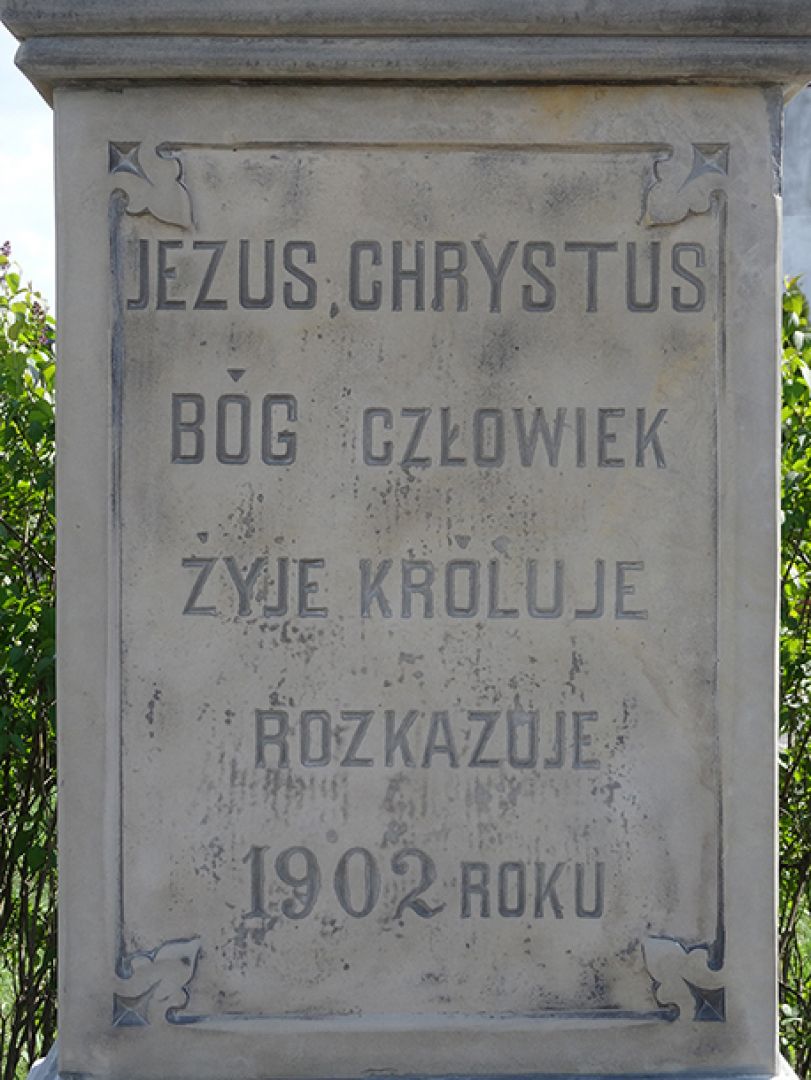 JEZUS, CHRYSTUS
BÓG CZŁOWIEK
ŻYJE KRÓLUJE
ROZKAZUJE
1902 ROKU